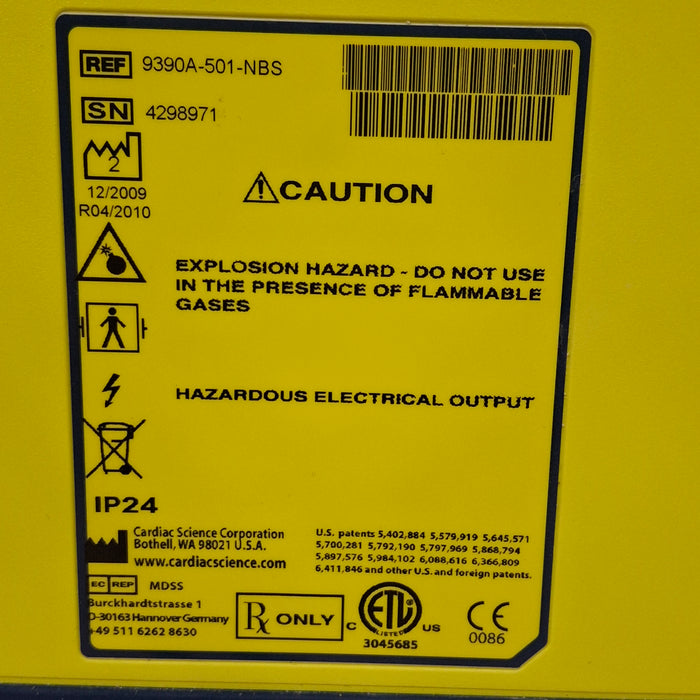 REF 9390A-501-NBS
SN 4298971
2
12/2009
R04/2010
CAUTION
EXPLOSION HAZARD - DO NOT USE
IN THE PRESENCE OF FLAMMABLE
GASES
HAZARDOUS ELECTRICAL OUTPUT
IP24
Cardiac Science Corporation
Bothell, WA 98021 U.S.A.
www.cardiacscience.com
U.S. patents 5,402,884 5,579,919 5,645,571
5,700,281 5,792,190 5,797,969 5,868,794
5,897,576 5,984,102 6,088,616 6,366,809
6,411,846 and other U.S. and foreign patents.
EC REP MDSS
Burckhardtstrasse 1
D-30163 Hannover Germany
+49 511 6262 8630
Rx ONLY
C ETL US
LISTED
3045685
CE
0086